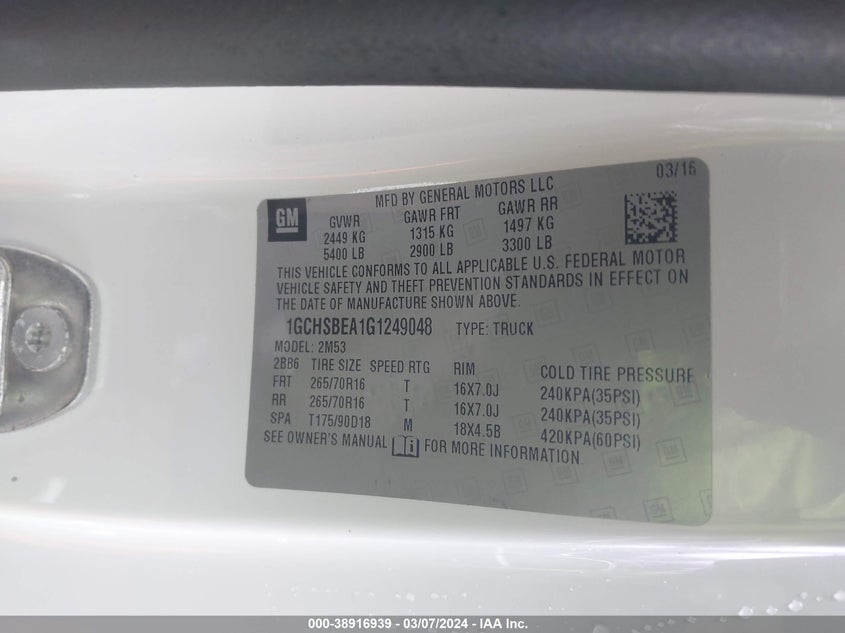 03/16
MFD BY GENERAL MOTORS LLC
GM
GVWR GAWR FRT GAWR RR
2449 KG 1315 KG 1497 KG
5400 LB 2900 LB 3300 LB
THIS VEHICLE CONFORMS TO ALL APPLICABLE U.S. FEDERAL MOTOR
VEHICLE SAFETY AND THEFT PREVENTION STANDARDS IN EFFECT ON
THE DATE OF MANUFACTURE SHOWN ABOVE.
1GCHSBEA1G1249048 TYPE: TRUCK
MODEL: 2M53
2BB6 TIRE SIZE SPEED RTG RIM COLD TIRE PRESSURE
FRT 265/70R16 T 16X7.0J 240KPA(35PSI)
RR 265/70R16 T 16X7.0J 240KPA(35PSI)
SPA T175/90D18 M 18X4.5B 420KPA(60PSI)
SEE OWNER'S MANUAL i FOR MORE INFORMATION.
000-38916939 - 03/07/2024 - IAA Inc.